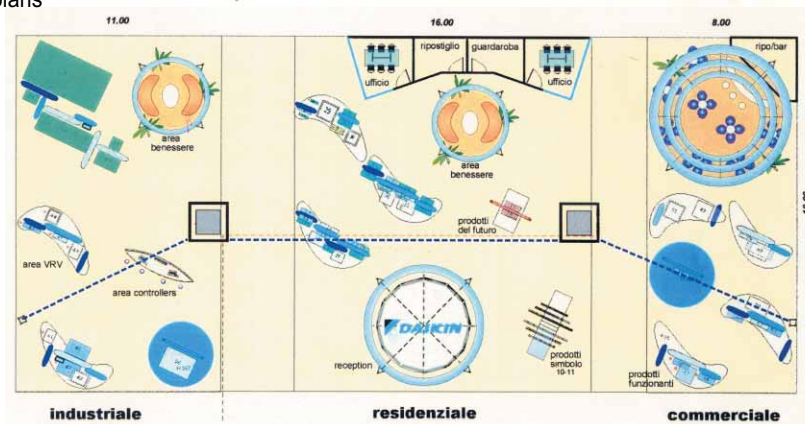 plans
11.00
16.00
8.00
ripostiglio
guardaroba
ripo/bar
ufficio
ufficio
area
benessere
area
benessere
prodotti
del futuro
area VRV
area controllers
DAIKIN
reception
prodotti
simbolo
10-11
prodotti
funzionanti
industriale
residenziale
commerciale